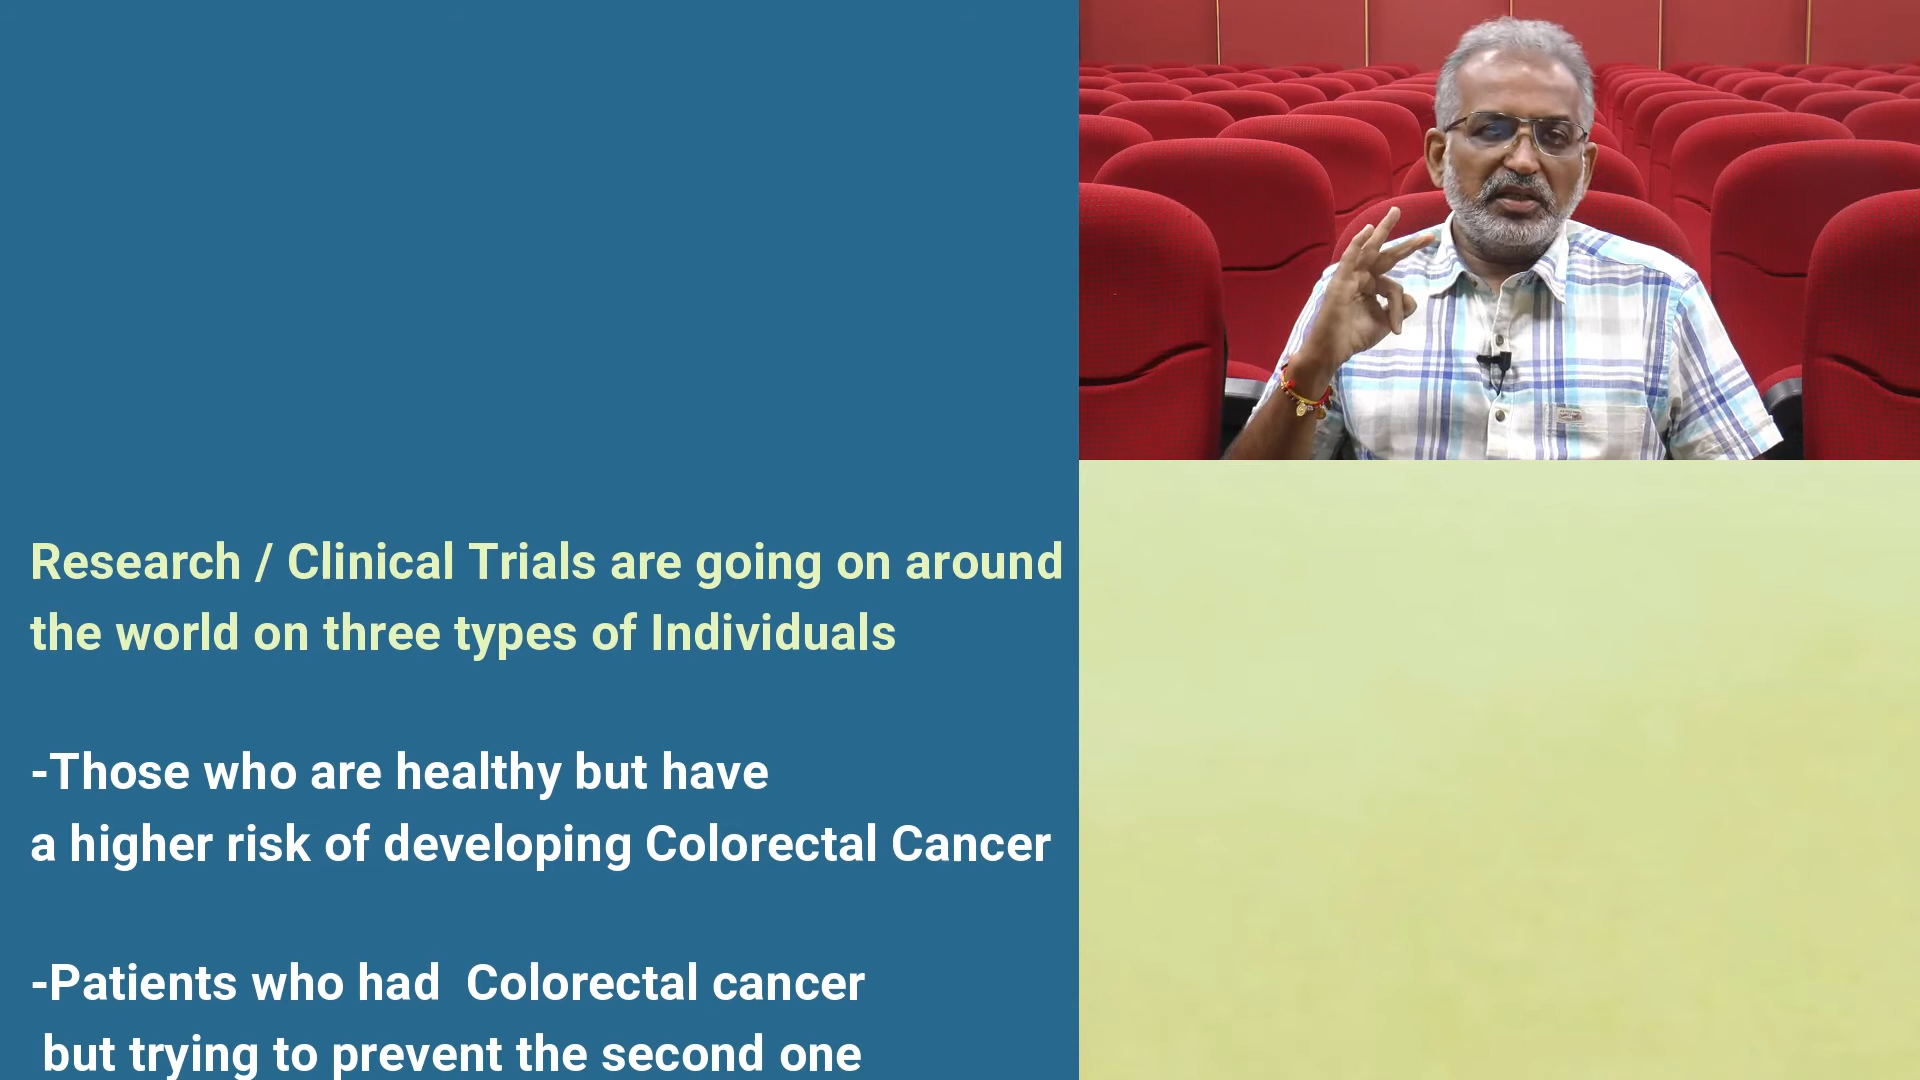 Research / Clinical Trials are going on around
the world on three types of Individuals
-Those who are healthy but have
a higher risk of developing Colorectal Cancer
-Patients who had  Colorectal cancer
but trying to prevent the second one